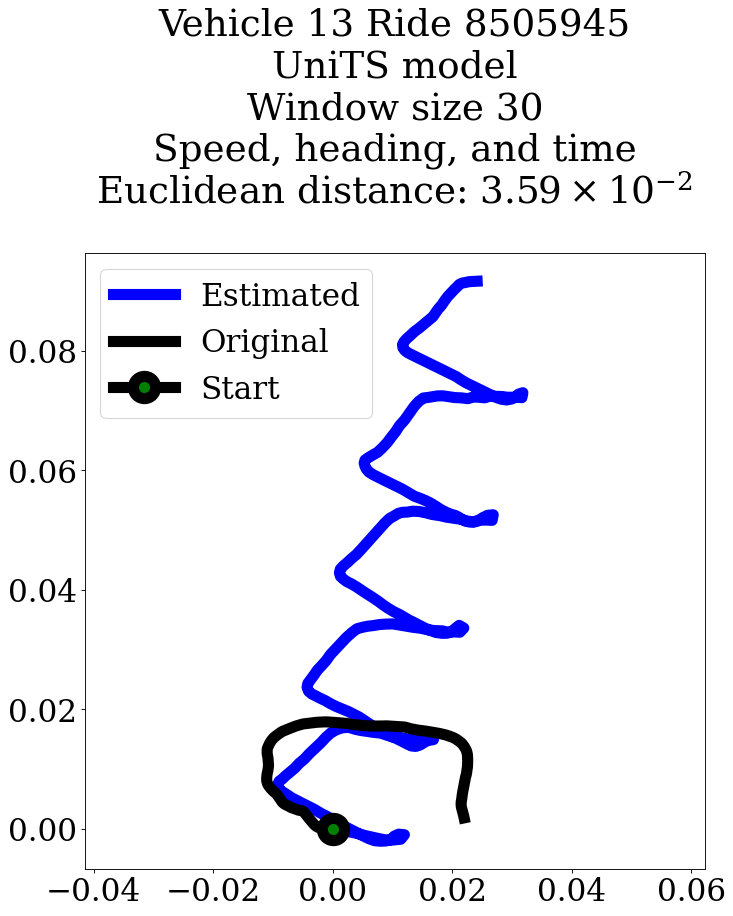 Vehicle 13 Ride 8505945
UniTS model
Window size 30
Speed, heading, and time
Euclidean distance: 3.59 × 10⁻²
Estimated
Original
Start
0.08
0.06
0.04
0.02
0.00
−0.04 −0.02 0.00 0.02 0.04 0.06